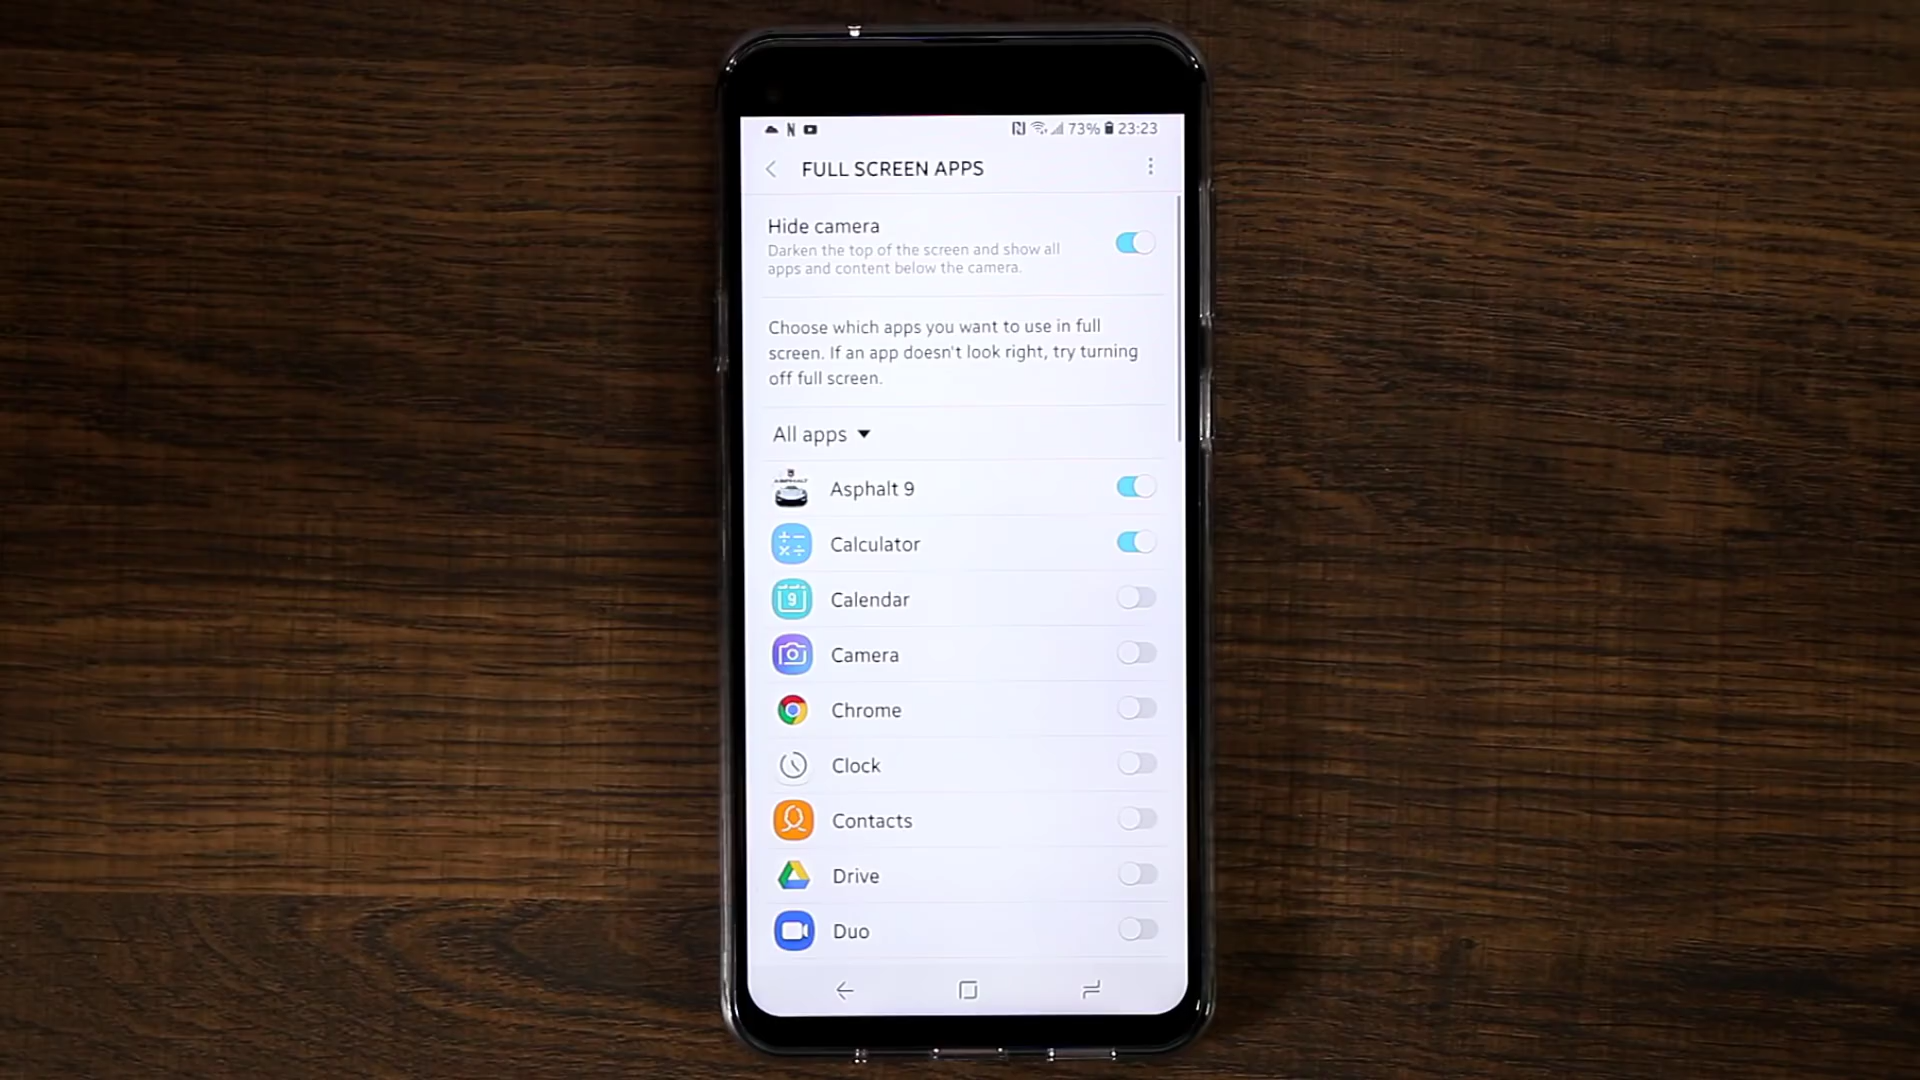 N 73% 23:23
FULL SCREEN APPS
Hide camera
Darken the top of the screen and show all
apps and content below the camera.
Choose which apps you want to use in full
screen. If an app doesn't look right, try turning
off full screen.
All apps
Asphalt 9
Calculator
9
Calendar
Camera
Chrome
Clock
Contacts
Drive
Duo